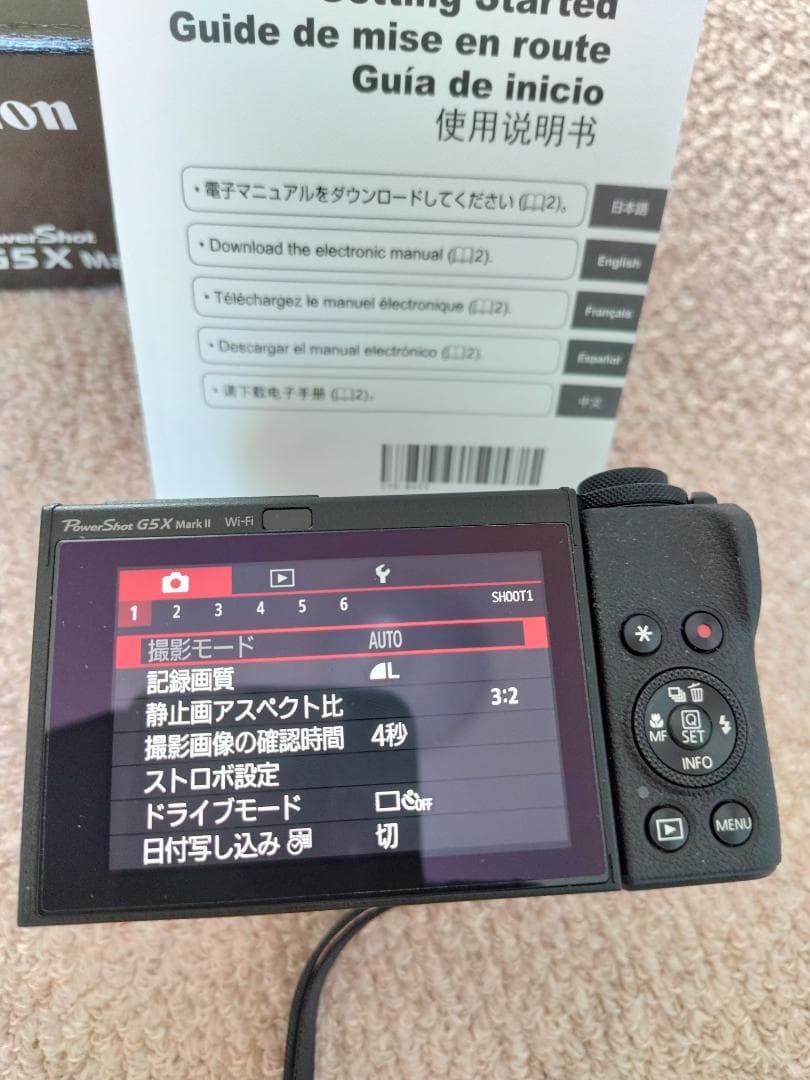 Getting Started
Guide de mise en route
Guía de inicio
使用说明书
on
werShot
G5X Ma
・電子マニュアルをダウンロードしてください(2)。
日本語
• Download the electronic manual (2).
English
• Téléchargez le manuel électronique (2).
Français
• Descargar el manual electrónico (2).
Español
• 请下载电子手册 (2)。
中文
PowerShot G5X Mark II Wi-Fi
1 2 3 4 5 6 SHOOT1
撮影モード AUTO
記録画質 L
静止画アスペクト比 3:2
撮影画像の確認時間 4秒
ストロボ設定
ドライブモード OFF
日付写し込み 切
MF
Q
SET
INFO
MENU